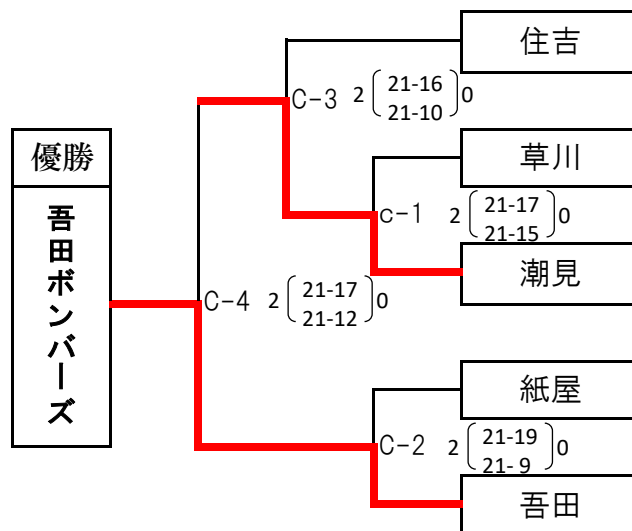 住吉
C-3 2 21-16 0
21-10
優勝
草川
吾田ボンバーズ
c-1 2 21-17 0
21-15
潮見
C-4 2 21-17 0
21-12
紙屋
C-2 2 21-19 0
21- 9
吾田